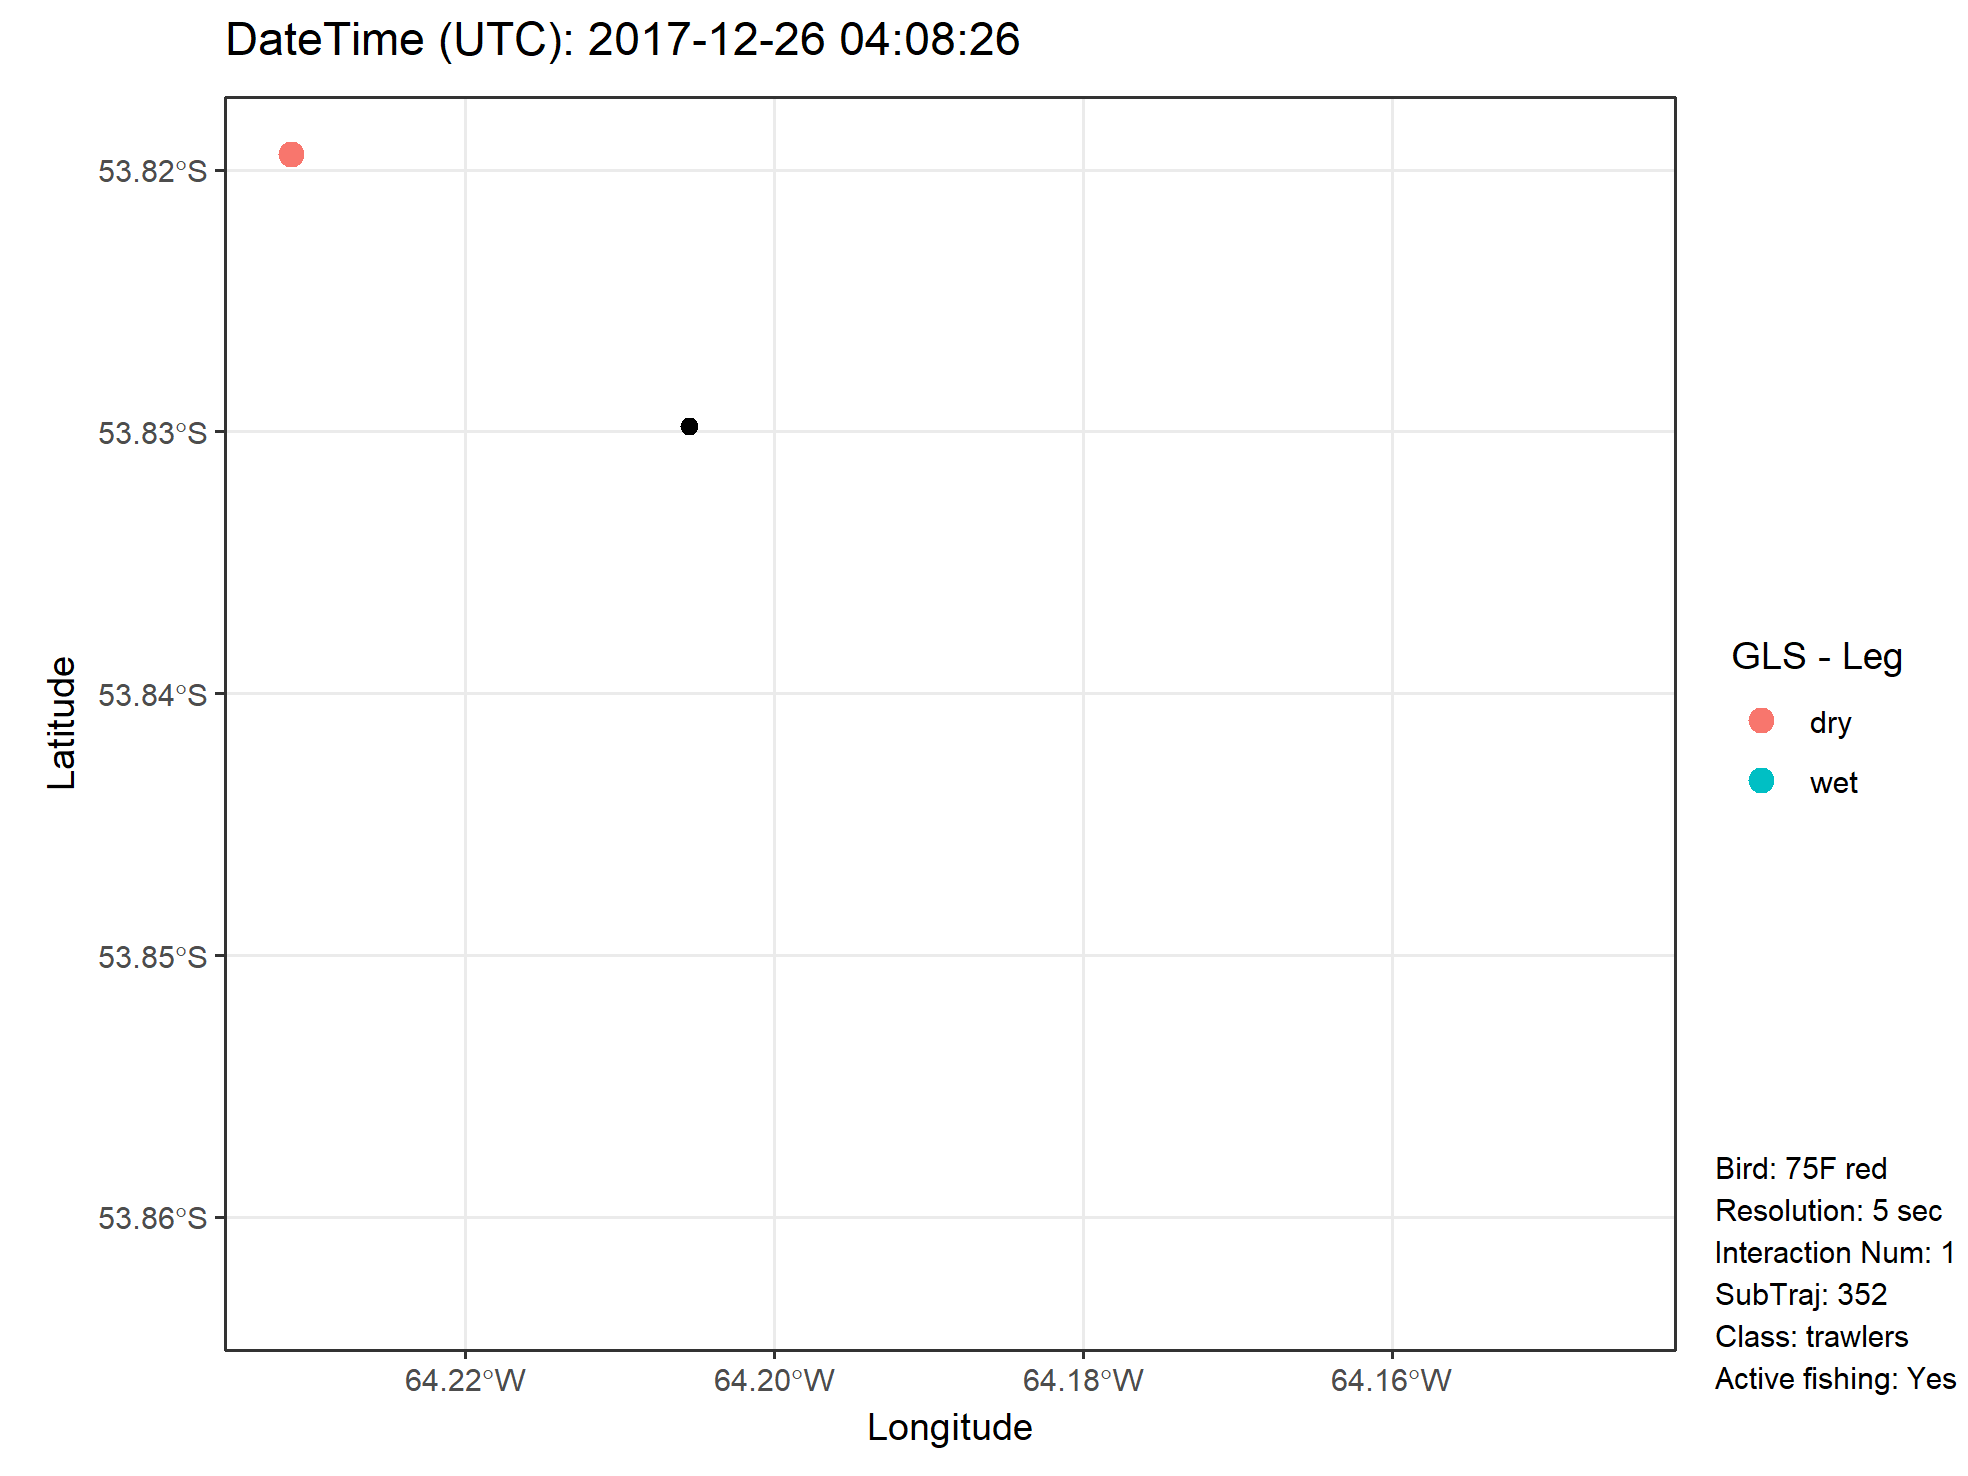 DateTime (UTC): 2017-12-26 04:08:26
53.82°S
53.83°S
53.84°S
53.85°S
53.86°S
Latitude
64.22°W
64.20°W
64.18°W
64.16°W
Longitude
GLS - Leg
dry
wet
Bird: 75F red
Resolution: 5 sec
Interaction Num: 1
SubTraj: 352
Class: trawlers
Active fishing: Yes